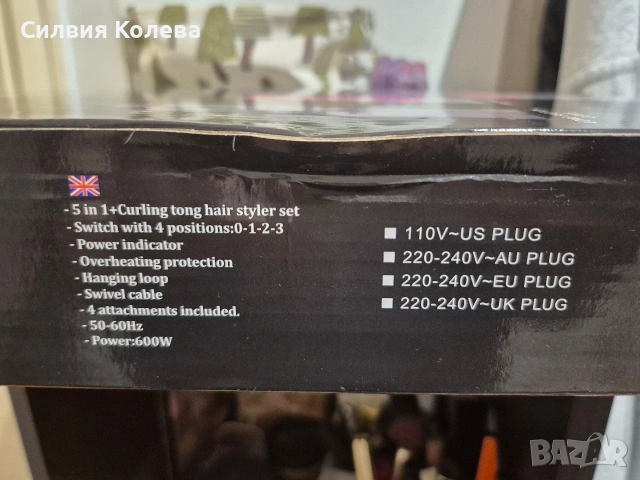 Силвия Колева
- 5 in 1+Curling tong hair styler set
- Switch with 4 positions:0-1-2-3
- Power indicator
- Overheating protection
- Hanging loop
- Swivel cable
- 4 attachments included.
- 50-60Hz
- Power:600W
■ 110V~US PLUG
■ 220-240V~AU PLUG
■ 220-240V~EU PLUG
■ 220-240V~UK PLUG
BAZAR